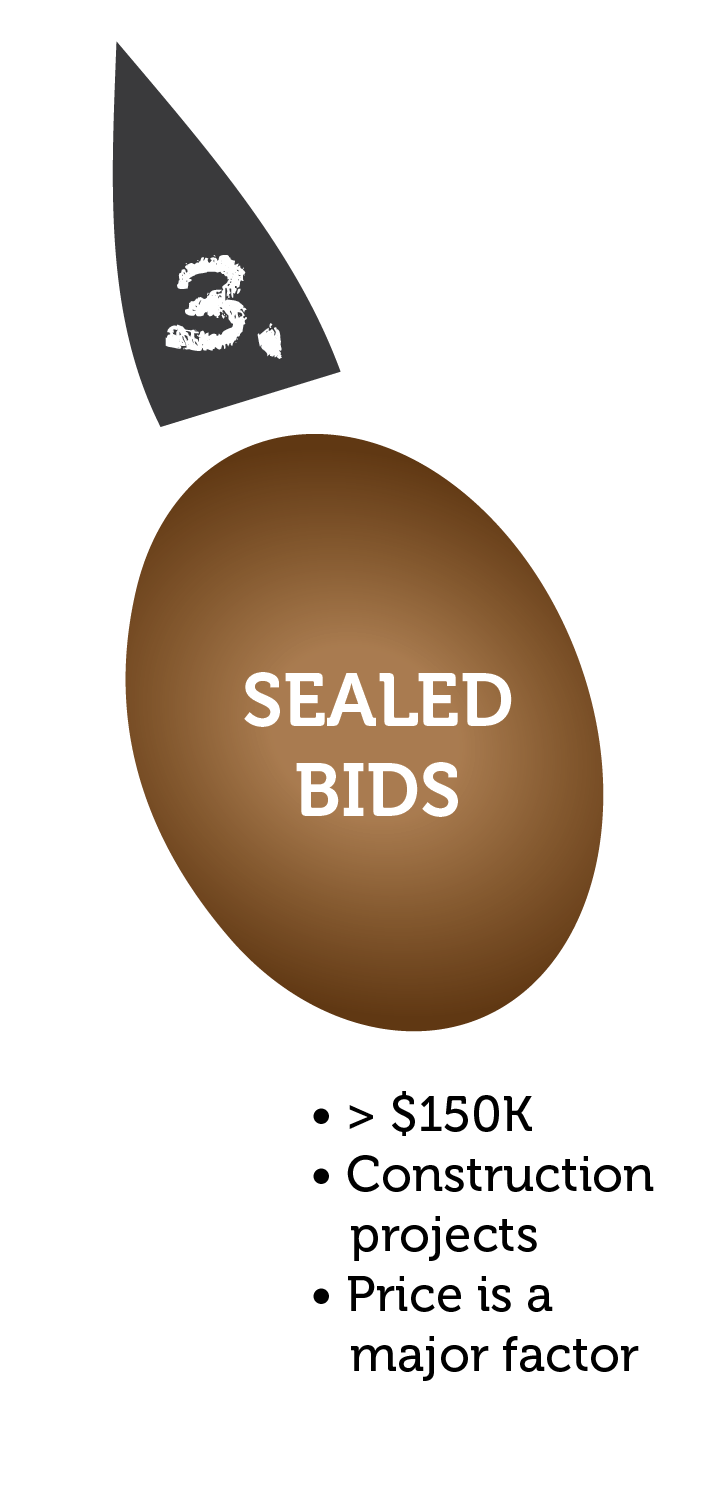 3.
SEALED
BIDS
• > $150K
• Construction
projects
• Price is a
major factor